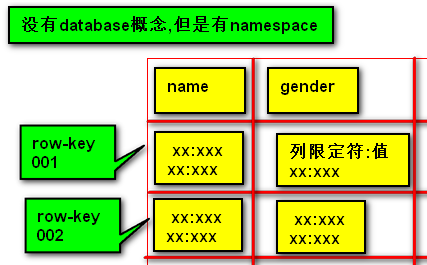 没有database概念,但是有namespace
name
gender
row-key
001
xx:xxx
xx:xxx
列限定符:值
xx:xxx
row-key
002
xx:xxx
xx:xxx
xx:xxx
xx:xxx